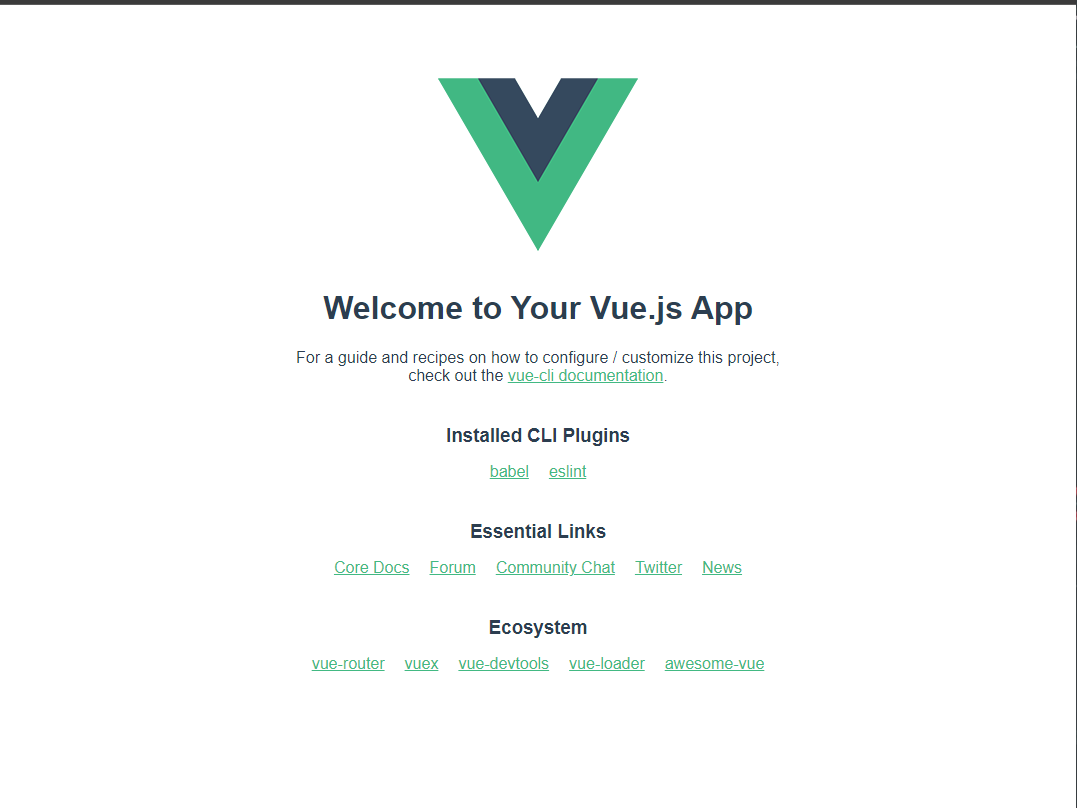 Welcome to Your Vue.js App
For a guide and recipes on how to configure / customize this project,
check out the vue-cli documentation.
Installed CLI Plugins
babel eslint
Essential Links
Core Docs Forum Community Chat Twitter News
Ecosystem
vue-router vuex vue-devtools vue-loader awesome-vue